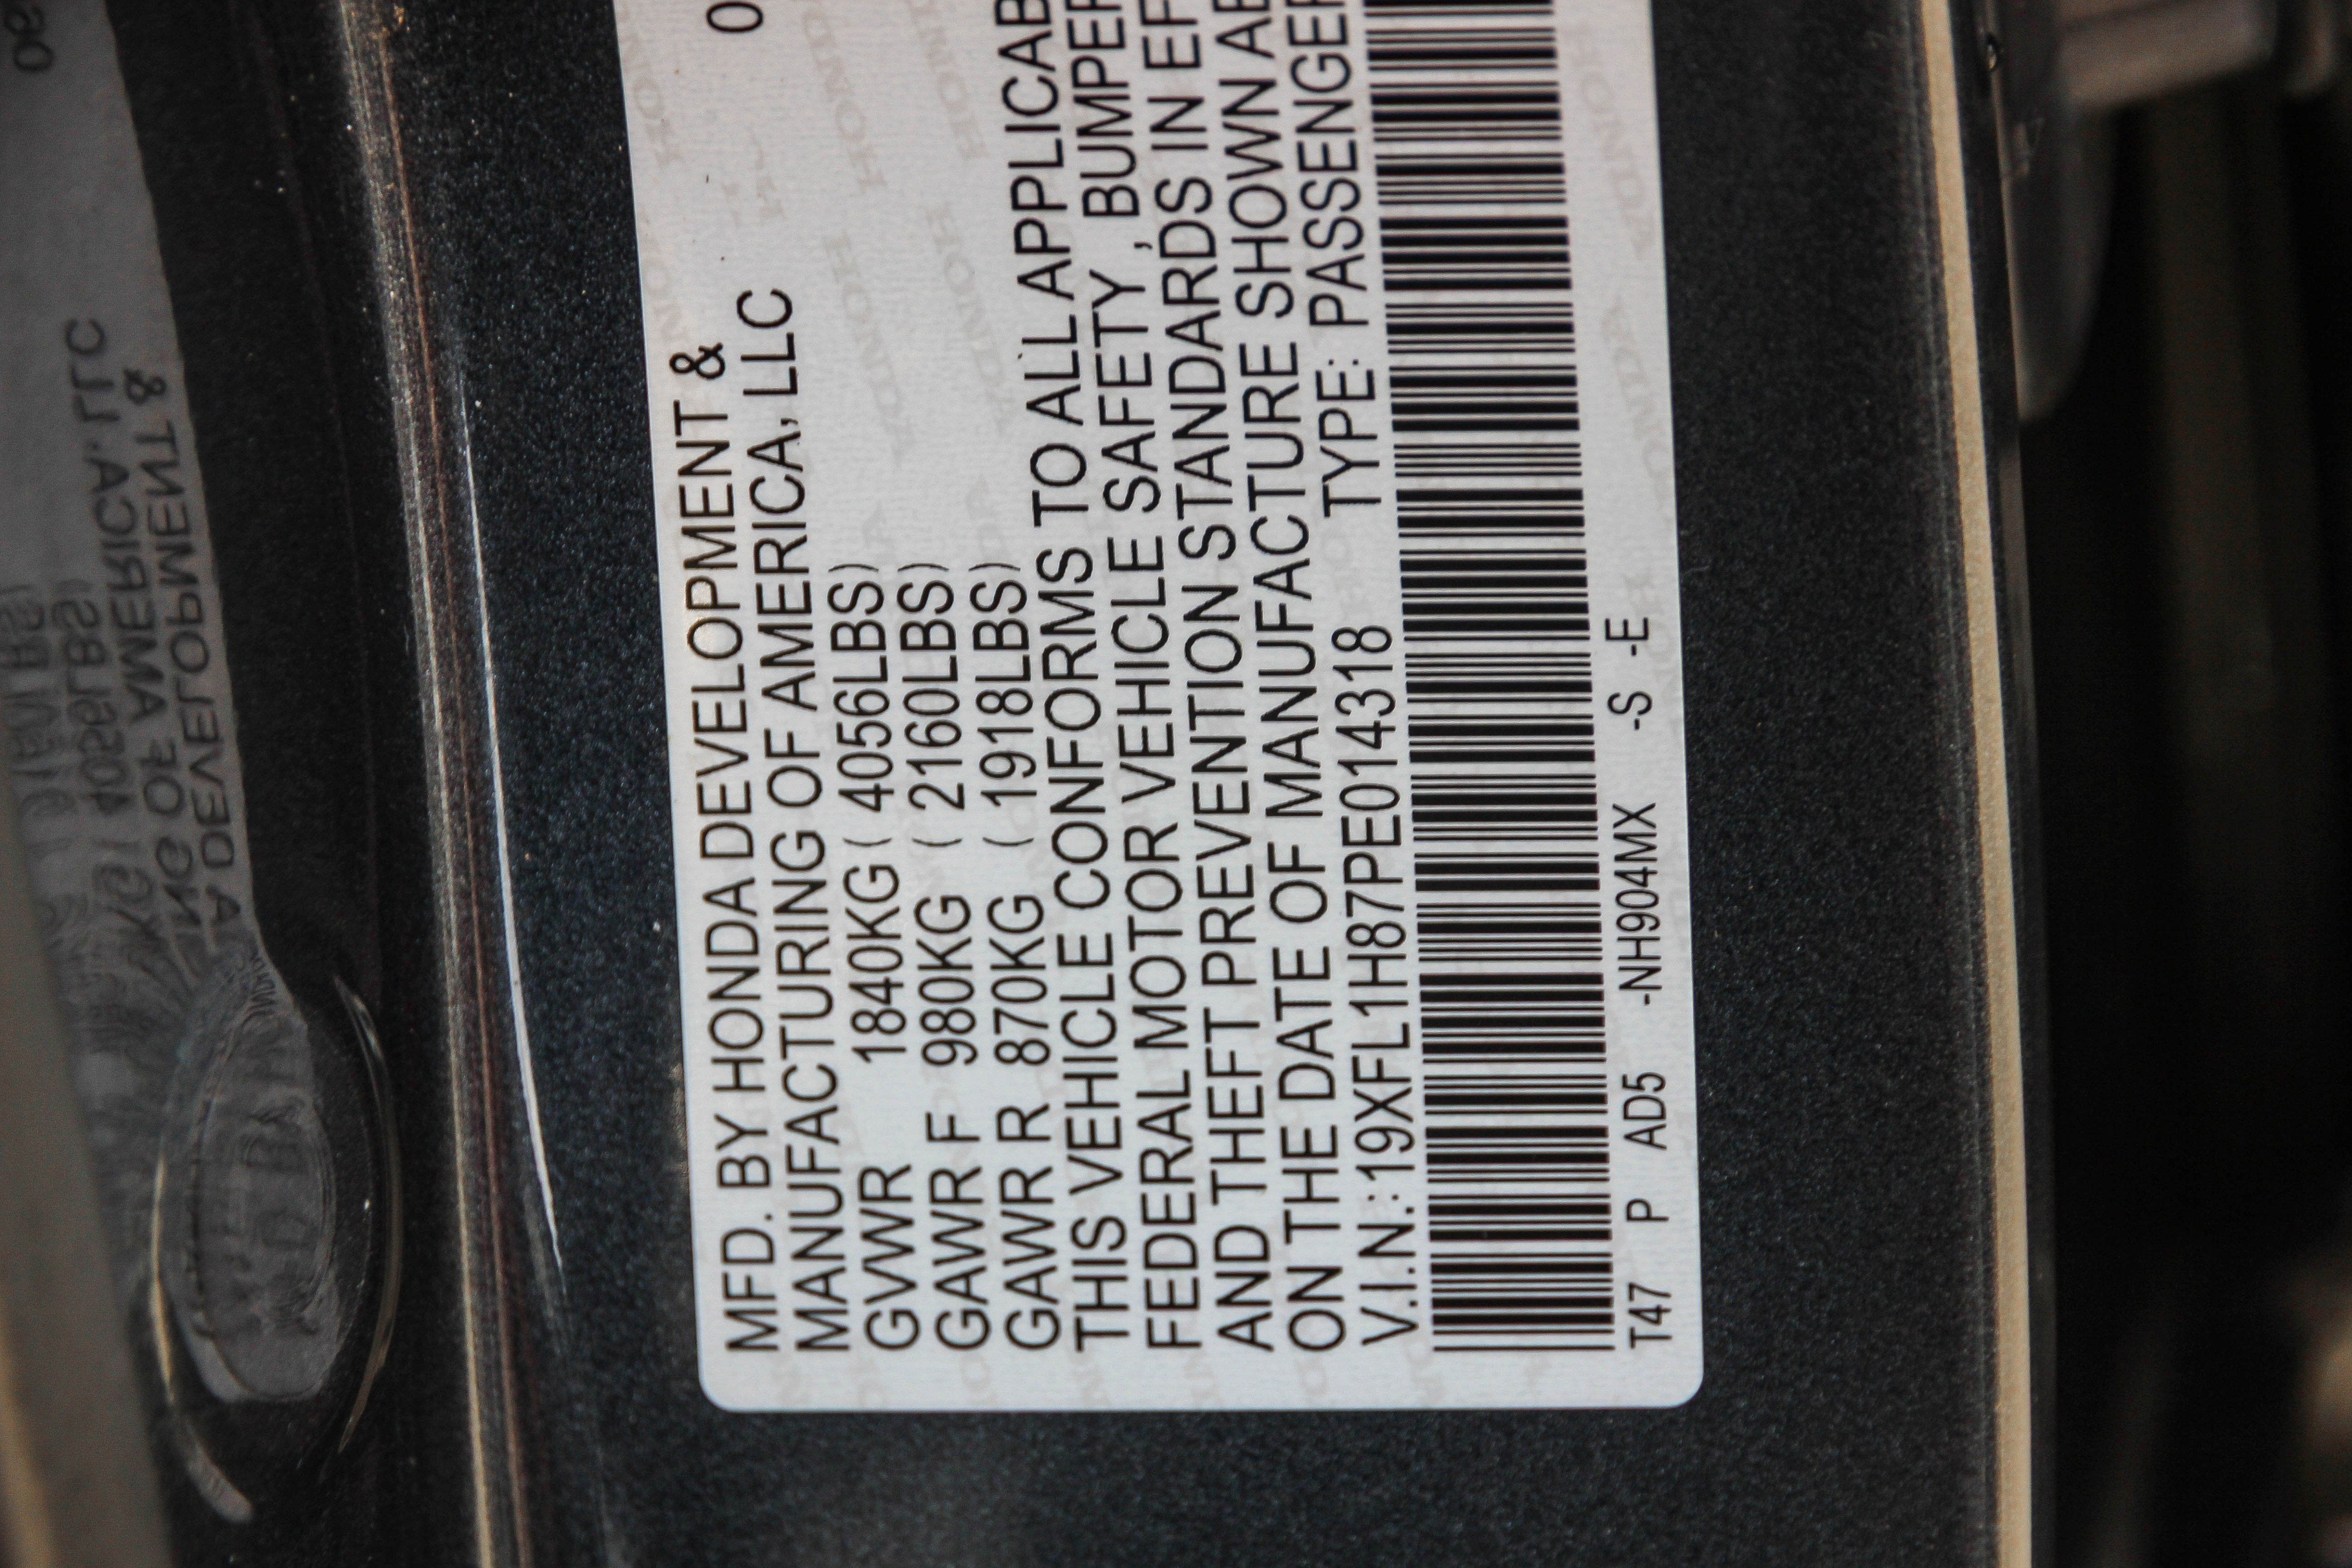 MFD. BY HONDA DEVELOPMENT & 0
MANUFACTURING OF AMERICA, LLC
GVWR 1840KG ( 4056LBS)
GAWR F 980KG ( 2160LBS)
GAWR R 870KG ( 1918LBS)
THIS VEHICLE CONFORMS TO ALL APPLICAB
FEDERAL MOTOR VEHICLE SAFETY , BUMPER
AND THEFT PREVENTION STANDARDS IN EF
ON THE DATE OF MANUFACTURE SHOWN AB
V.I.N.:19XFL1H87PE014318 TYPE: PASSENGER
T47 P AD5 -NH904MX -S -E